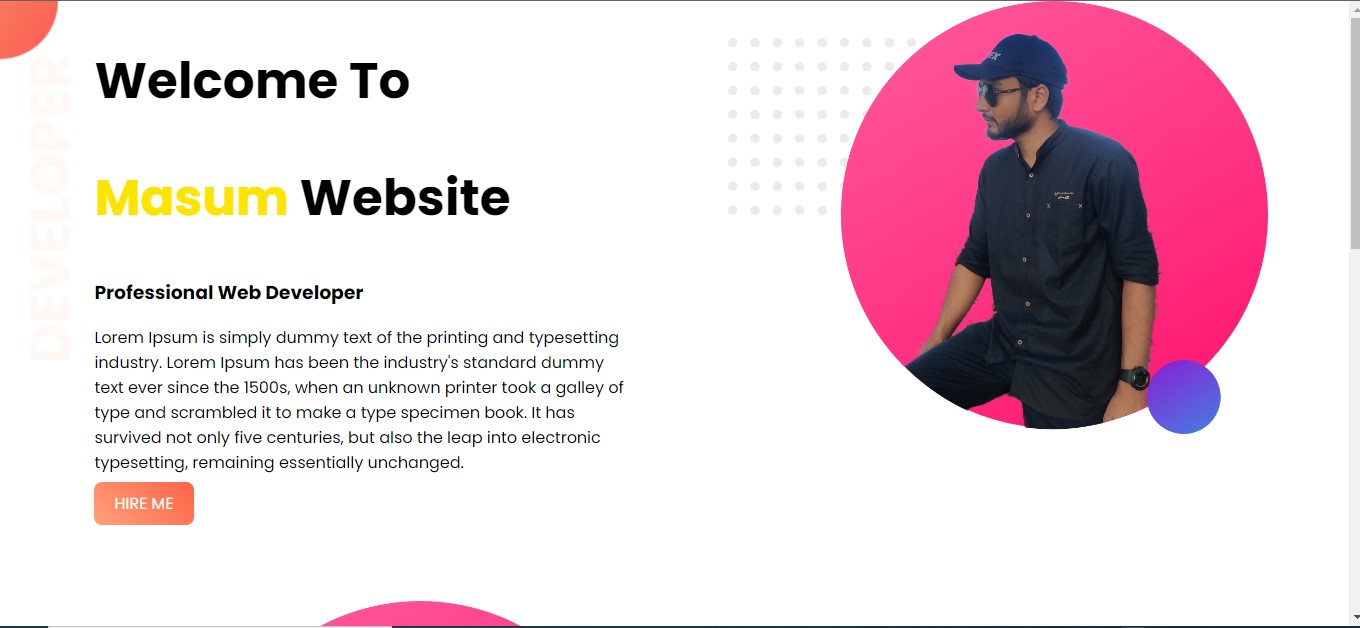 DEVELOPER
Welcome To
Masum Website
Professional Web Developer
Lorem Ipsum is simply dummy text of the printing and typesetting
industry. Lorem Ipsum has been the industry's standard dummy
text ever since the 1500s, when an unknown printer took a galley of
type and scrambled it to make a type specimen book. It has
survived not only five centuries, but also the leap into electronic
typesetting, remaining essentially unchanged.
HIRE ME